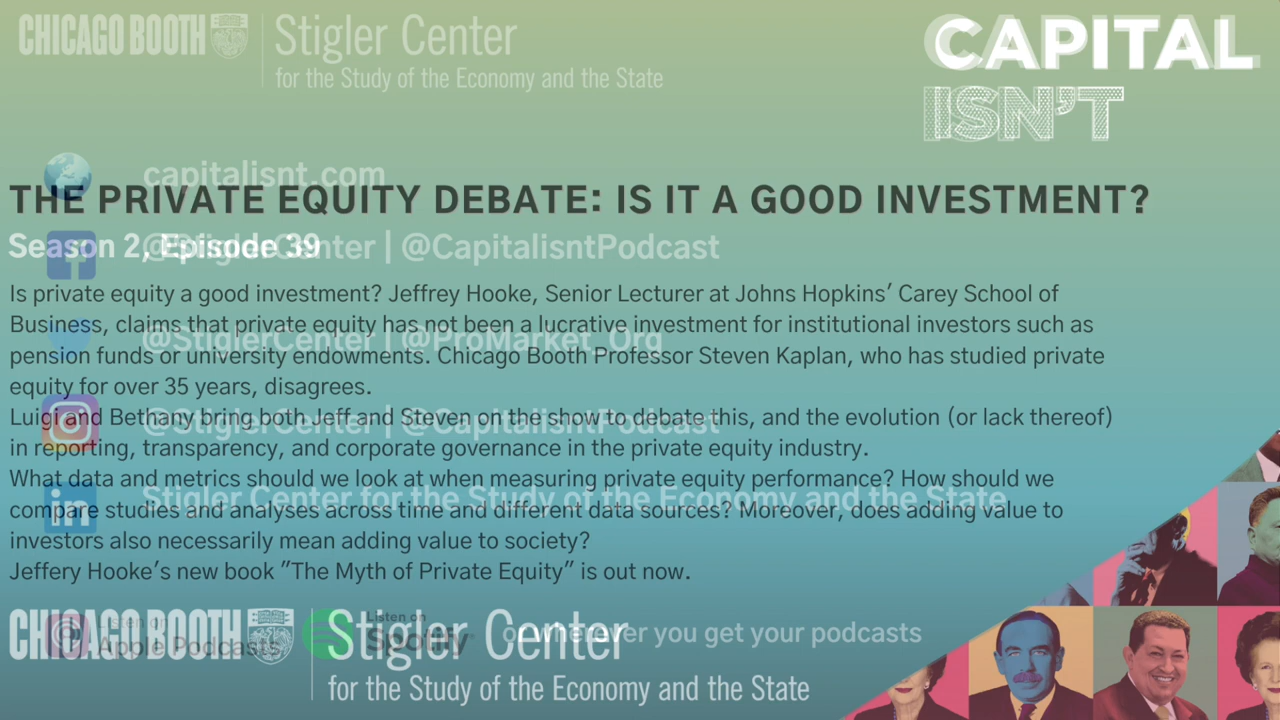 CHICAGO BOOTH Stigler Center
for the Study of the Economy and the State
CAPITAL
ISN'T
capitalisnt.com
THE PRIVATE EQUITY DEBATE: IS IT A GOOD INVESTMENT?
Season 2, Episode 39
@StiglerCenter | @CapitalisntPodcast
Is private equity a good investment? Jeffrey Hooke, Senior Lecturer at Johns Hopkins' Carey School of
Business, claims that private equity has not been a lucrative investment for institutional investors such as
@StiglerCenter | @ProMarket_Org
pension funds or university endowments. Chicago Booth Professor Steven Kaplan, who has studied private
equity for over 35 years, disagrees.
Luigi and Bethany bring both Jeff and Steven on the show to debate this, and the evolution (or lack thereof)
@StiglerCenter | @CapitalisntPodcast
in reporting, transparency, and corporate governance in the private equity industry.
What data and metrics should we look at when measuring private equity performance? How should we
in Stigler Center for the Study of the Economy and the State
compare studies and analyses across time and different data sources? Moreover, does adding value to
investors also necessarily mean adding value to society?
Jeffery Hooke's new book "The Myth of Private Equity" is out now.
Listen on
Apple Podcasts
Listen on
Spotify
or wherever you get your podcasts
CHICAGO BOOTH Stigler Center
for the Study of the Economy and the State